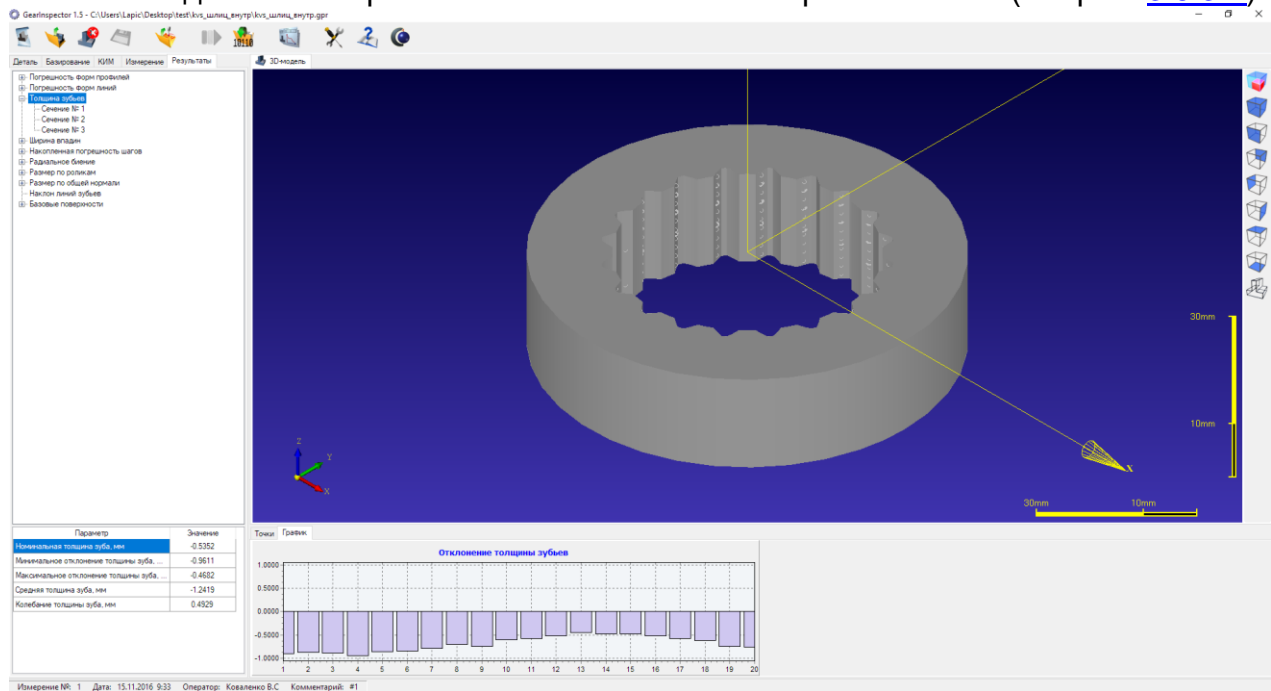 GearInspector 1.5 - C:\Users\Lapic\Desktop\test\kvs_шлиц_внутр\kvs_шлиц_внутр.gpr
Деталь Базирование КИМ Измерение Результаты
3D-модель
Погрешность форм профилей
Погрешность форм линий
Толщина зубьев
Сечение № 1
Сечение № 2
Сечение № 3
Ширина впадин
Накопленная погрешность шагов
Радиальное биение
Размер по роликам
Размер по общей нормали
Наклон линий зубьев
Базовые поверхности
30mm
10mm
X
Z
Y
X
30mm 10mm
Параметр Значение
Номинальная толщина зуба, мм -0.5352
Минимальное отклонение толщины зуба, ... -0.9611
Максимальное отклонение толщины зуба, ... -0.4682
Средняя толщина зуба, мм -1.2419
Колебание толщины зуба, мм 0.4929
Точки График
Отклонение толщины зубьев
1.0000
0.5000
0.0000
-0.5000
-1.0000
1 2 3 4 5 6 7 8 9 10 11 12 13 14 15 16 17 18 19 20
Измерение №: 1 Дата: 15.11.2016 9:33 Оператор: Коваленко В.С Комментарий: #1